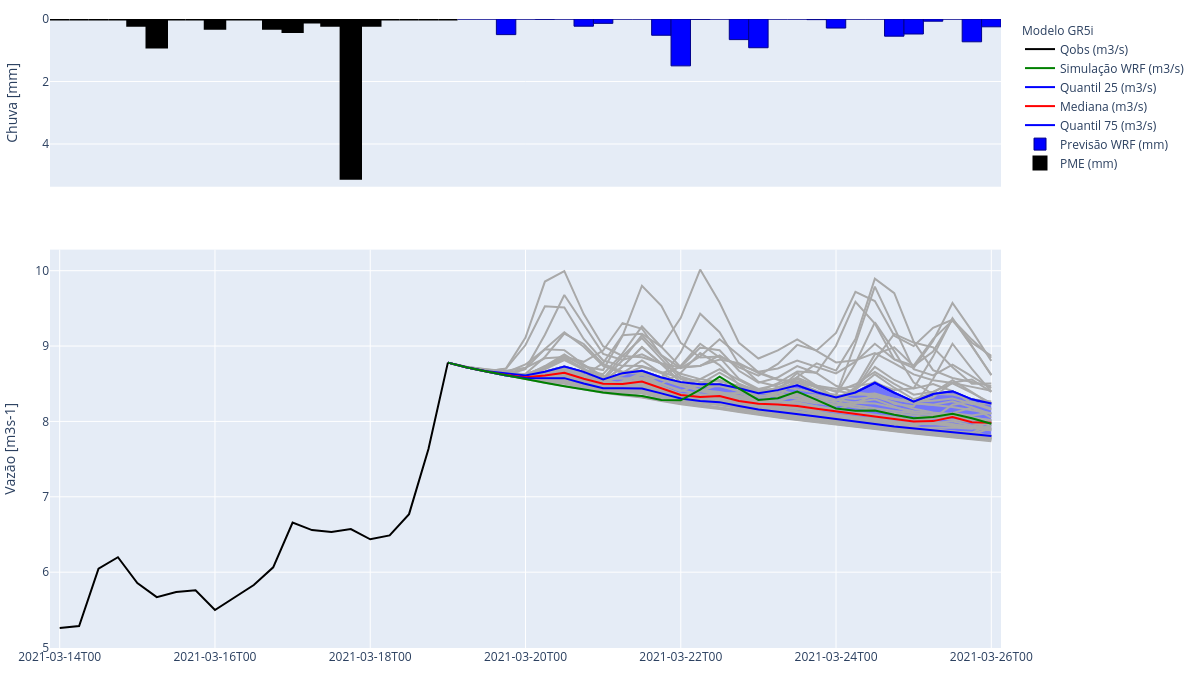 0
2
4
Chuva [mm]
Modelo GR5i
Qobs (m3/s)
Simulação WRF (m3/s)
Quantil 25 (m3/s)
Mediana (m3/s)
Quantil 75 (m3/s)
Previsão WRF (mm)
PME (mm)
10
9
8
7
6
5
Vazão [m3s-1]
2021-03-14T00
2021-03-16T00
2021-03-18T00
2021-03-20T00
2021-03-22T00
2021-03-24T00
2021-03-26T00